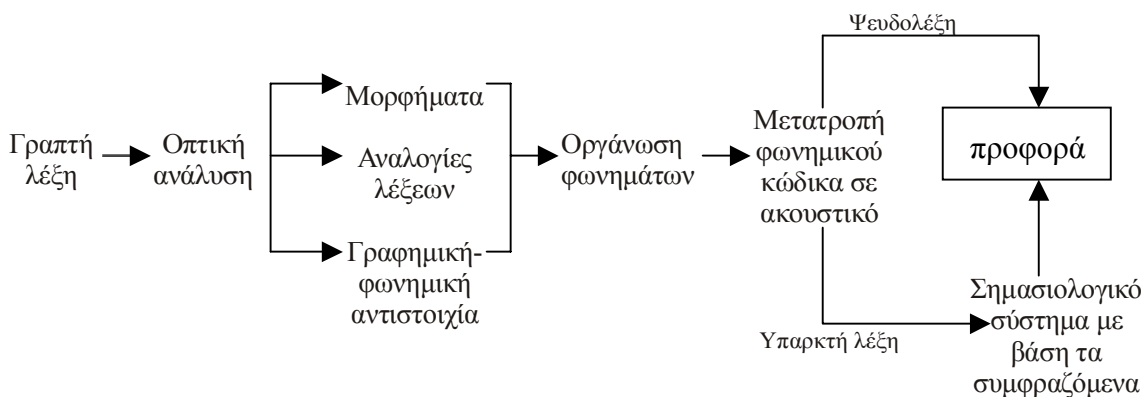 Γραπτή
λέξη
Οπτική
ανάλυση
Μορφήματα
Αναλογίες
λέξεων
Γραφημική-
φωνημική
αντιστοιχία
Οργάνωση
φωνημάτων
Μετατροπή
φωνημικού
κώδικα σε
ακουστικό
Ψευδολέξη
προφορά
Υπαρκτή λέξη
Σημασιολογικό
σύστημα με
βάση τα
συμφραζόμενα